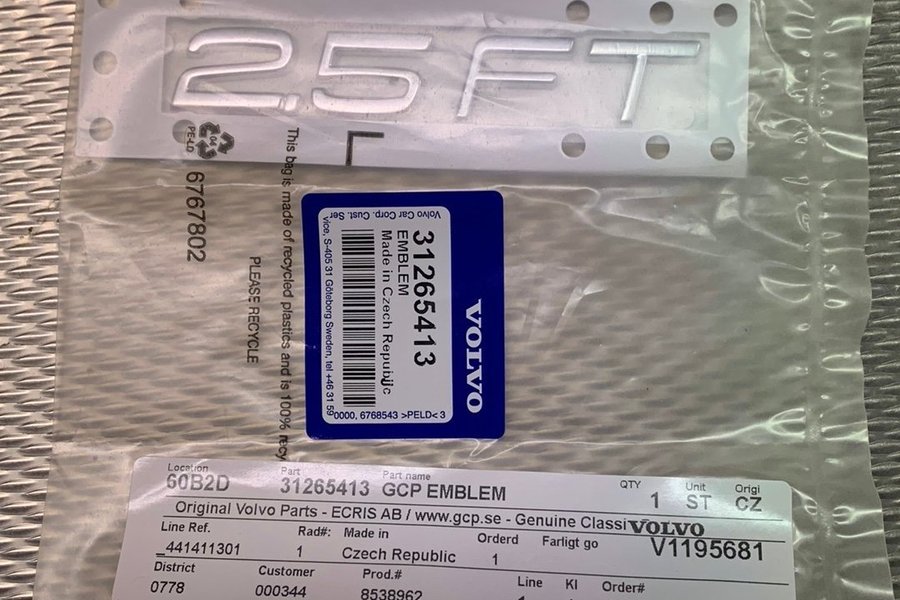 2.5FT
L
04
PE-LD
6767802
This bag is made of recycled plastics and is 100% recy
PLEASE RECYCLE
VOLVO
31265413
EMBLEM
Made in Czech Republic
Volvo Car Corp. Cust. Ser
vice, S-405 31 Göteborg Sweden, tel +46 31 59
0000, 6768543 >PELD< 3
Location Part Part name QTY Unit Origi
60B2D 31265413 GCP EMBLEM 1 ST CZ
Original Volvo Parts - ECRIS AB / www.gcp.se - Genuine Classi VOLVO
Line Ref. Rad#: Made in Orderd Farligt go V1195681
_441411301 1 Czech Republic 1
District Customer Prod.# Line KI Order#
0778 000344 8538962